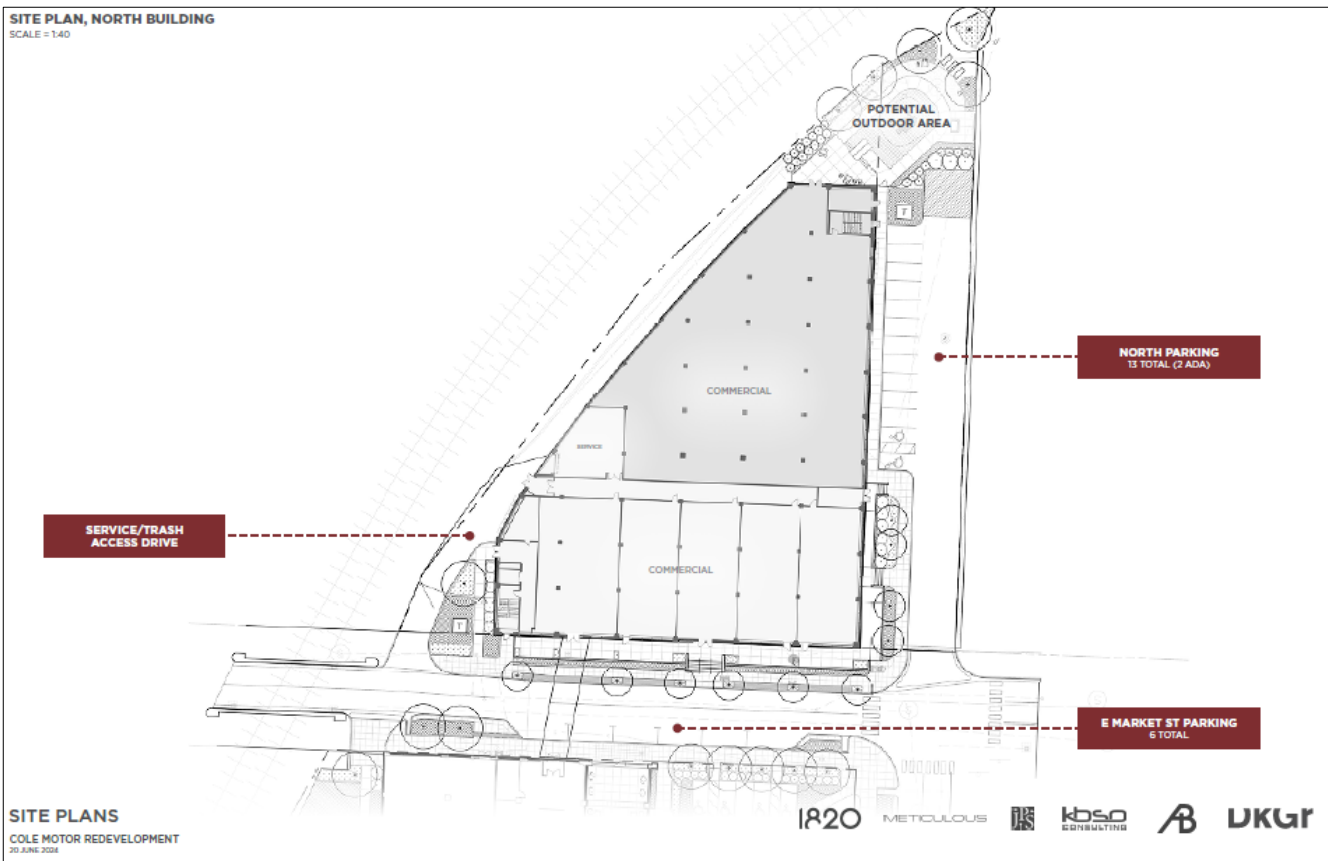 SITE PLAN, NORTH BUILDING
SCALE = 1:40
POTENTIAL
OUTDOOR AREA
T
NORTH PARKING
13 TOTAL (2 ADA)
COMMERCIAL
SERVICE
SERVICE/TRASH
ACCESS DRIVE
COMMERCIAL
T
E MARKET ST PARKING
6 TOTAL
SITE PLANS
COLE MOTOR REDEVELOPMENT
20 JUNE 2024
1820
METICULOUS
kbso
CONSULTING
AB
DKGr